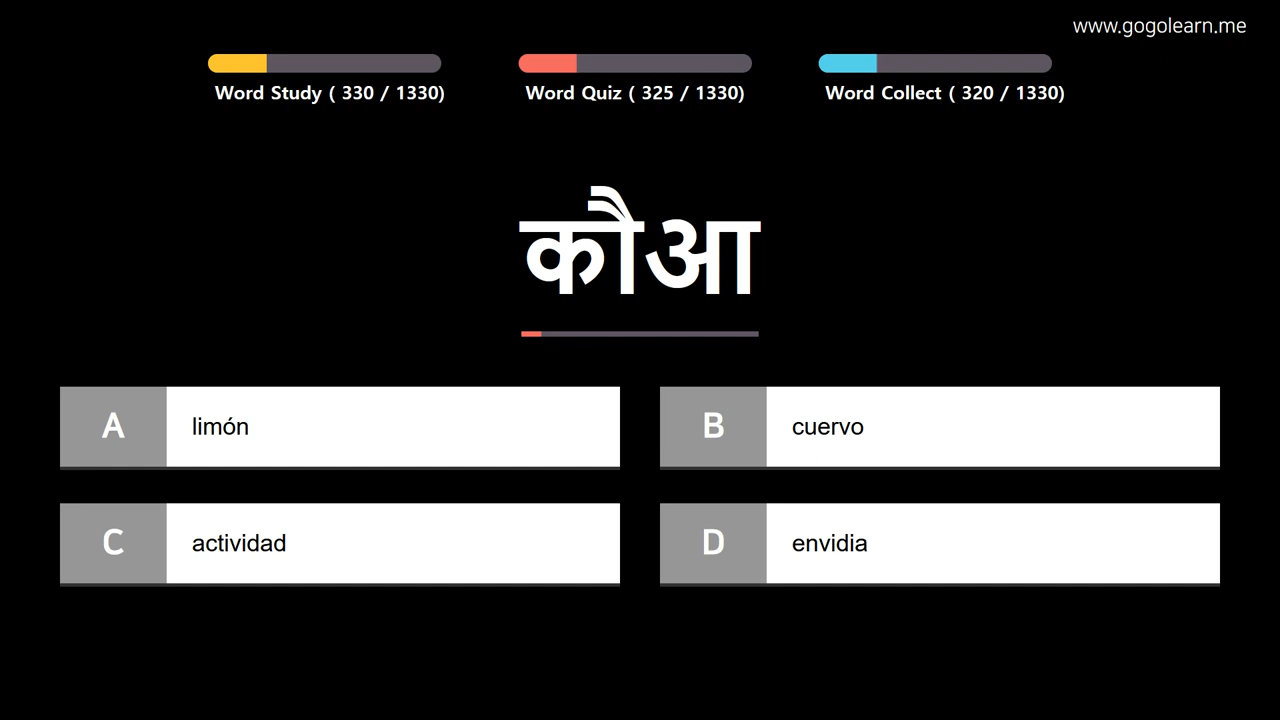 www.gogolearn.me
Word Study ( 330 / 1330)
Word Quiz ( 325 / 1330)
Word Collect ( 320 / 1330)
कौआ
A limón
B cuervo
C actividad
D envidia